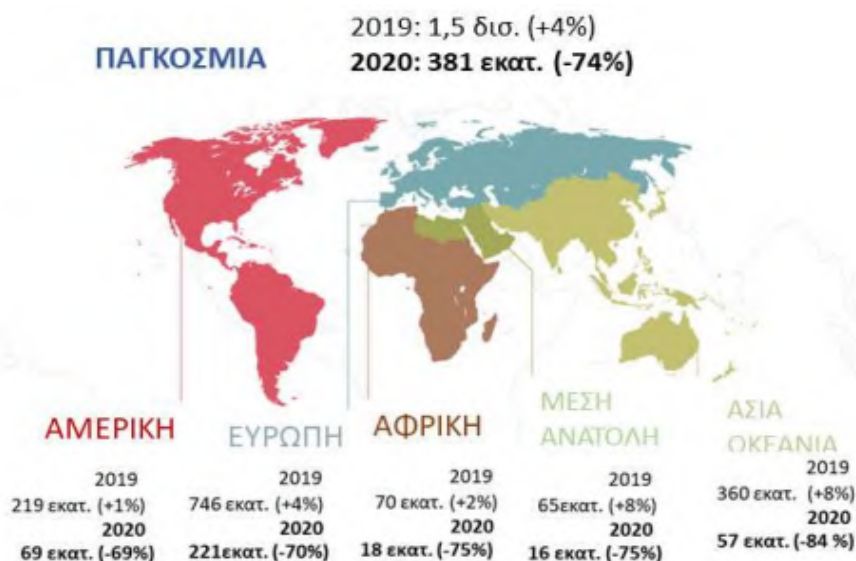 ΠΑΓΚΟΣΜΙΑ
2019: 1,5 δισ. (+4%)
2020: 381 εκατ. (-74%)
ΑΜΕΡΙΚΗ
2019
219 εκατ. (+1%)
2020
69 εκατ. (-69%)
ΕΥΡΩΠΗ
2019
746 εκατ. (+4%)
2020
221εκατ. (-70%)
ΑΦΡΙΚΗ
2019
70 εκατ. (+2%)
2020
18 εκατ. (-75%)
ΜΕΣΗ
ΑΝΑΤΟΛΗ
2019
65εκατ. (+8%)
2020
16 εκατ. (-75%)
ΑΣΙΑ
ΟΚΕΑΝΙΑ
2019
360 εκατ. (+8%)
2020
57 εκατ. (-84 %)